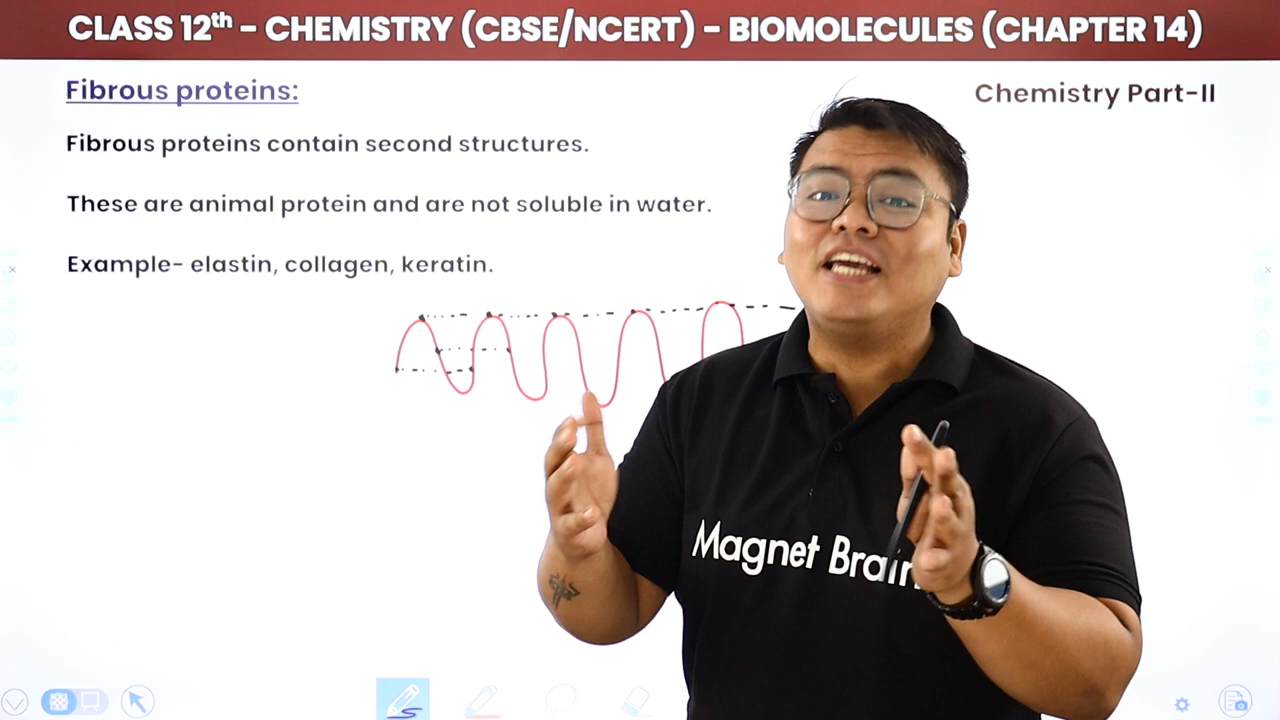 CLASS 12th - CHEMISTRY (CBSE/NCERT) - BIOMOLECULES (CHAPTER 14)
Fibrous proteins:
Chemistry Part-II
Fibrous proteins contain second structures.
These are animal protein and are not soluble in water.
Example- elastin, collagen, keratin.
Magnet Brain